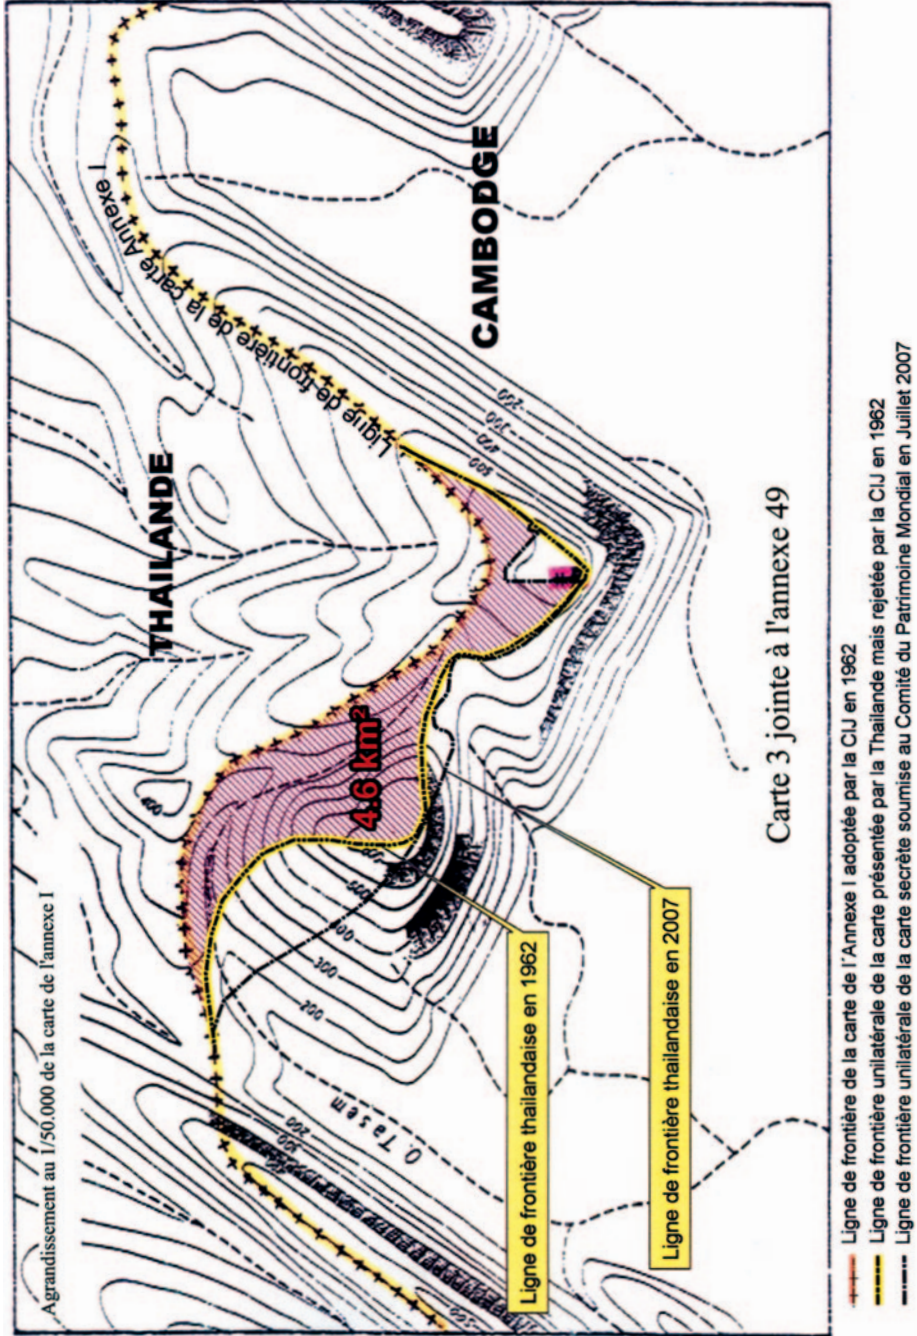 Agrandissement au 1/50.000 de la carte de l'annexe I
THAILANDE
Ligne de frontière de la carte Annexe I
CAMBODGE
4.6 km²
O. Tasem
Ligne de frontière thailandaise en 1962
Ligne de frontière thailandaise en 2007
Carte 3 jointe à l'annexe 49
Ligne de frontière de la carte de l'Annexe I adoptée par la CIJ en 1962
Ligne de frontière unilatérale de la carte présentée par la Thailande mais rejetée par la CIJ en 1962
Ligne de frontière unilatérale de la carte secrète soumise au Comité du Patrimoine Mondial en Juillet 2007